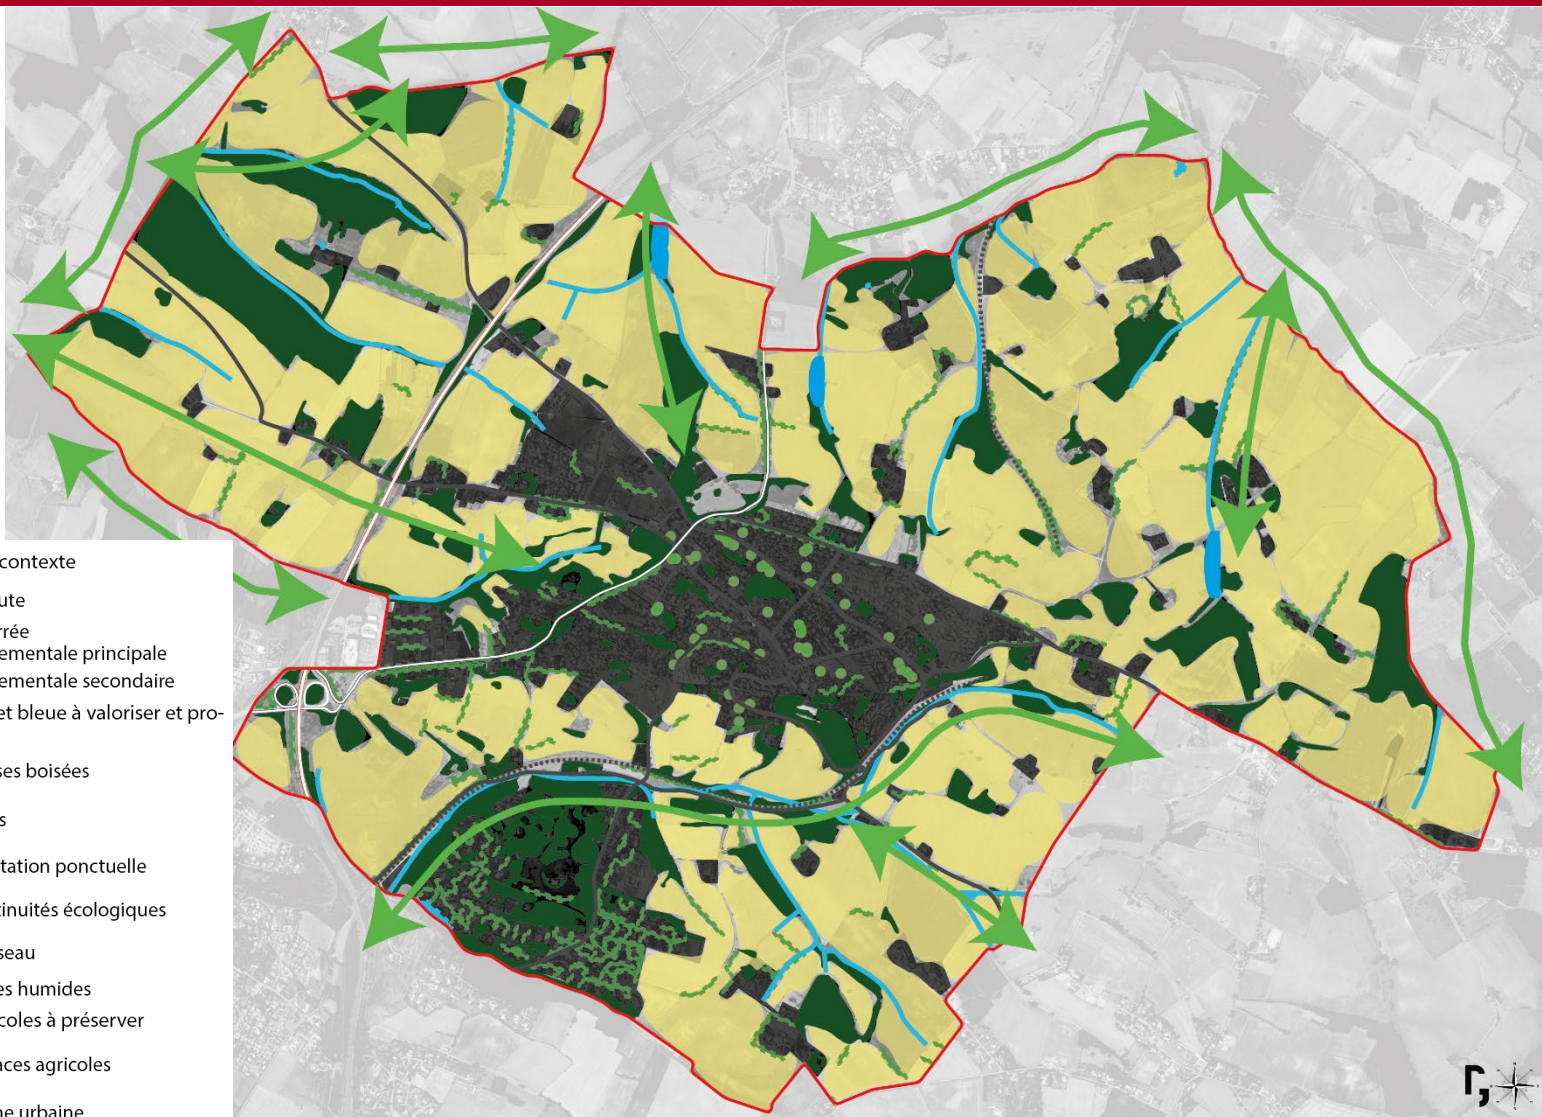 contexte
ute
rrée
ementale principale
ementale secondaire
et bleue à valoriser et pro-
ses boisées
s
tation ponctuelle
tinuités écologiques
seau
es humides
coles à préserver
aces agricoles
ne urbaine